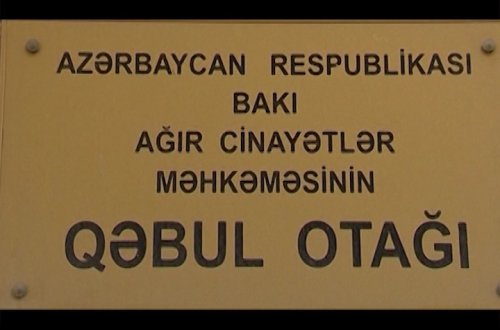 AZƏRBAYCAN RESPUBLİKASI
BAKI
AĞIR CİNAYƏTLƏR
MƏHKƏMƏSİNİN
QƏBUL OTAĞI